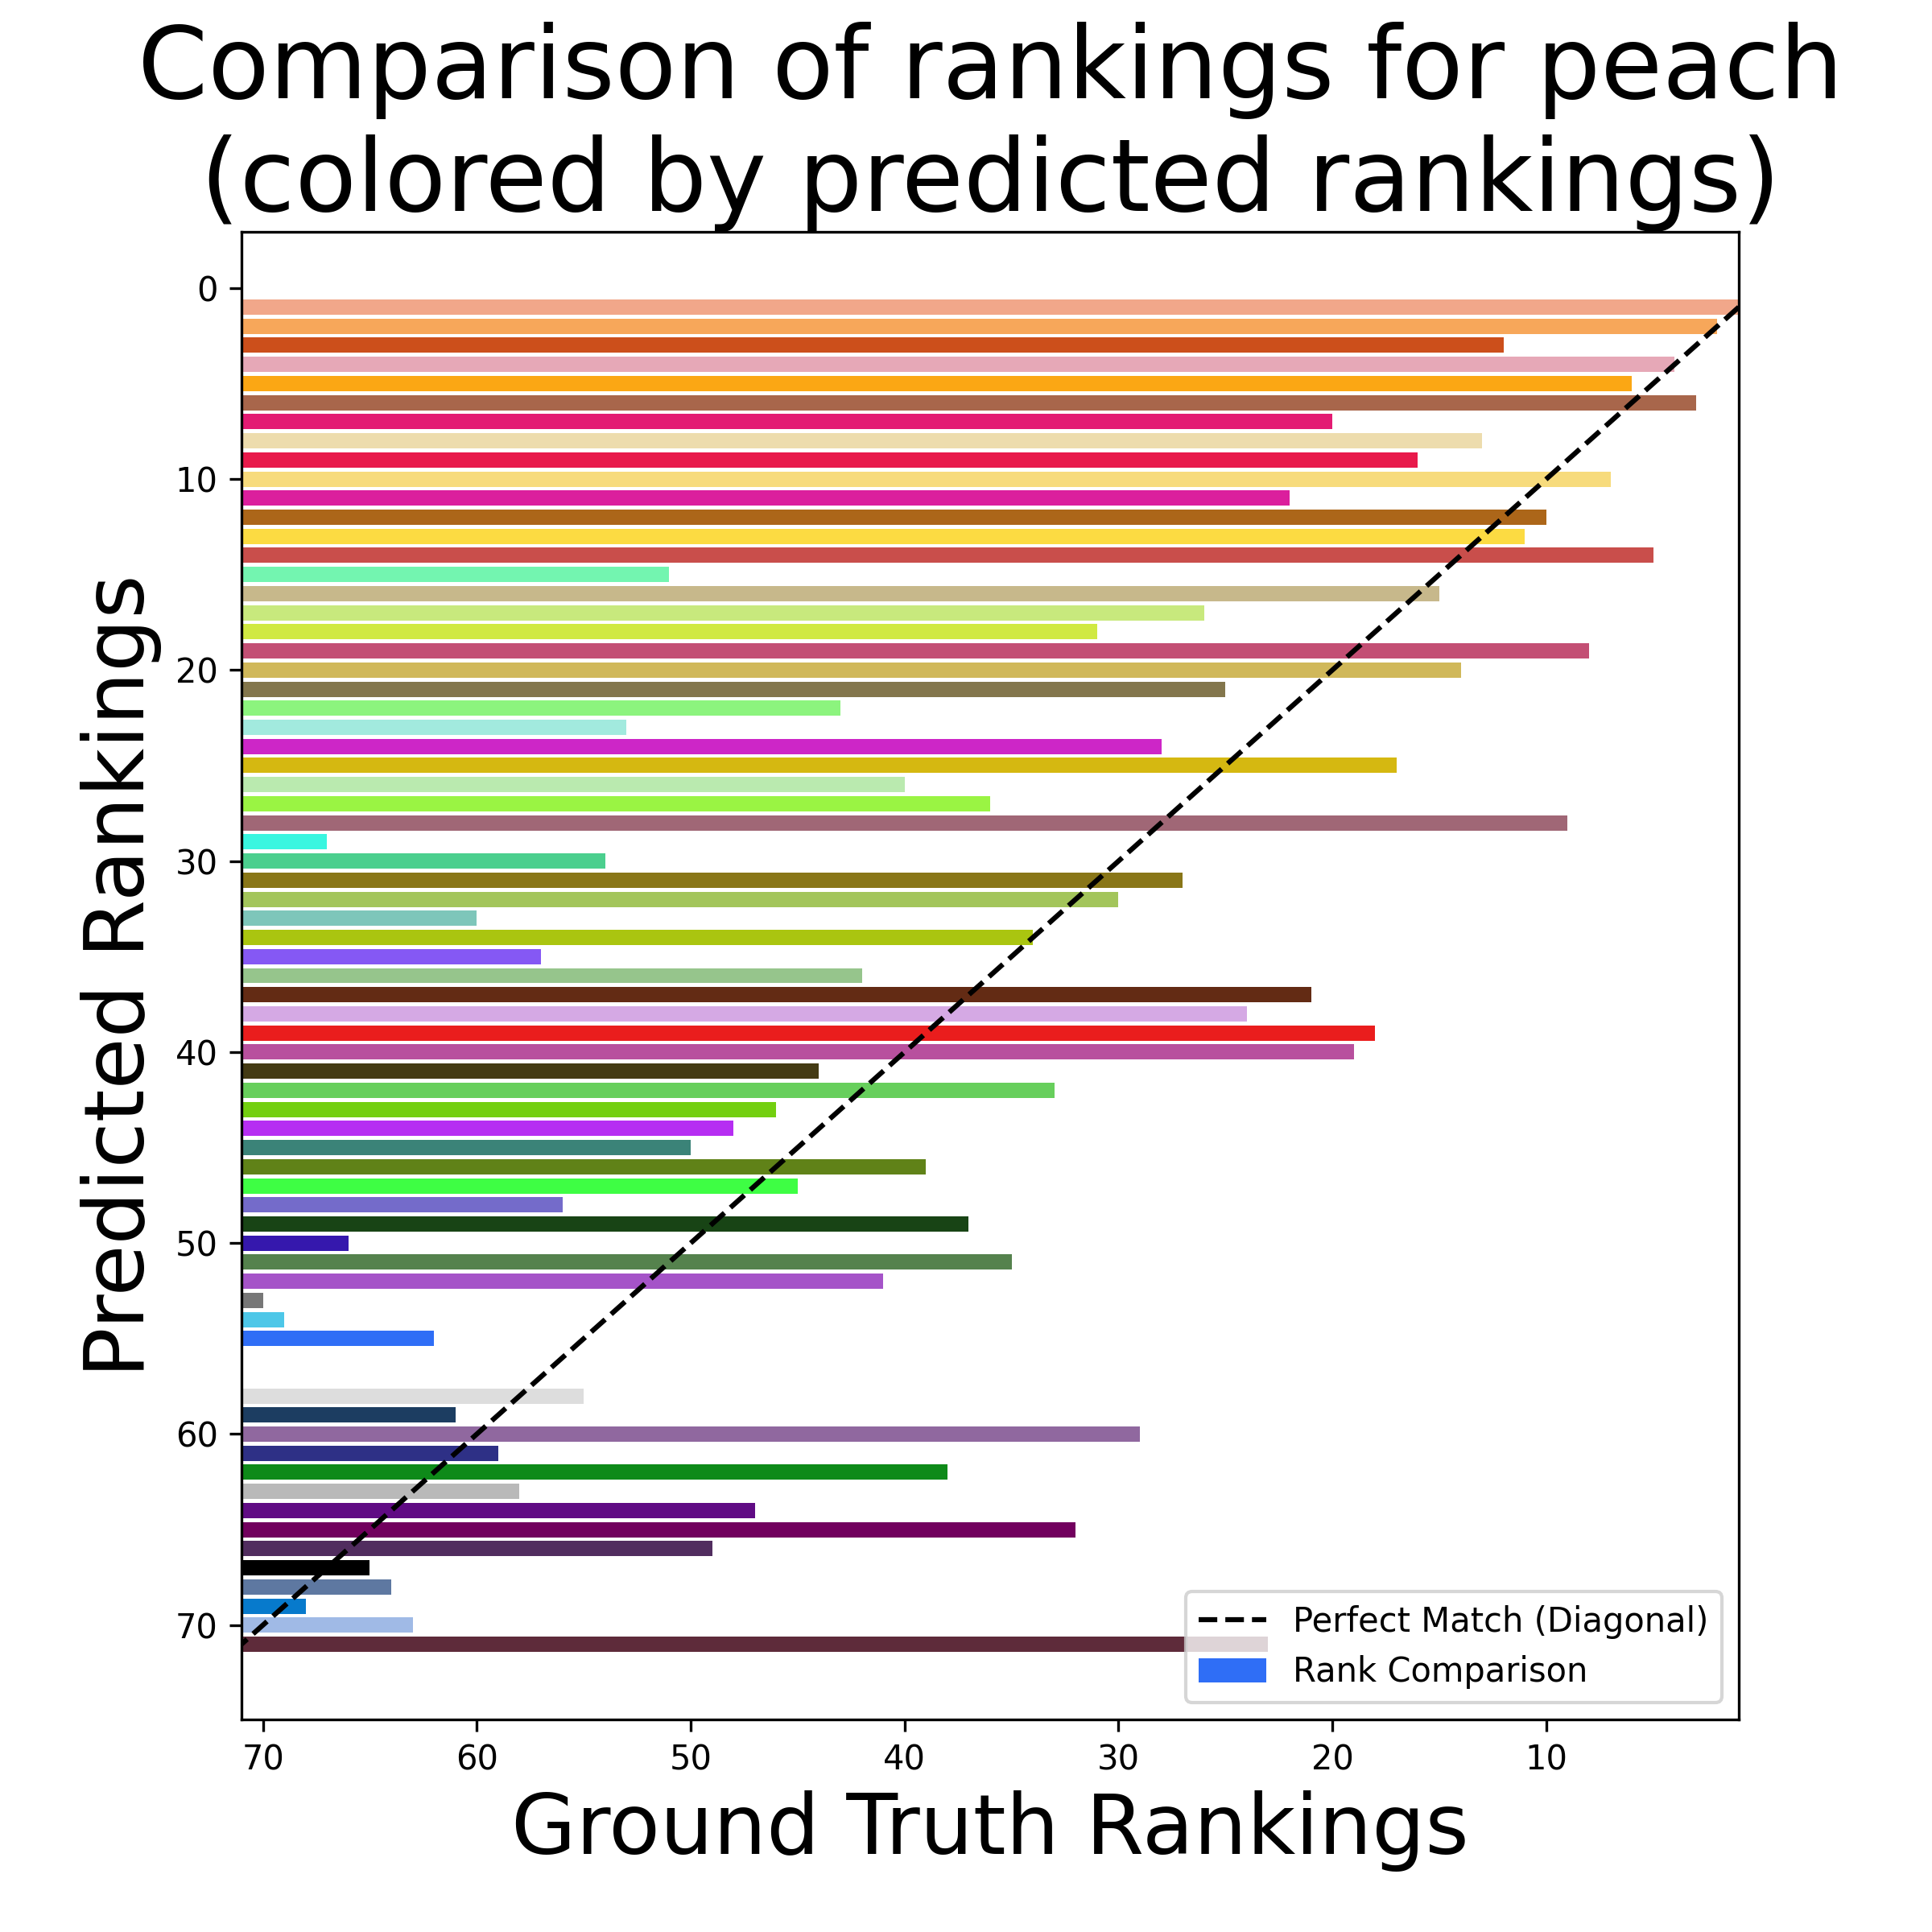 Comparison of rankings for peach
(colored by predicted rankings)
Predicted Rankings
0
10
20
30
40
50
60
70
70 60 50 40 30 20 10
Ground Truth Rankings
Perfect Match (Diagonal)
Rank Comparison